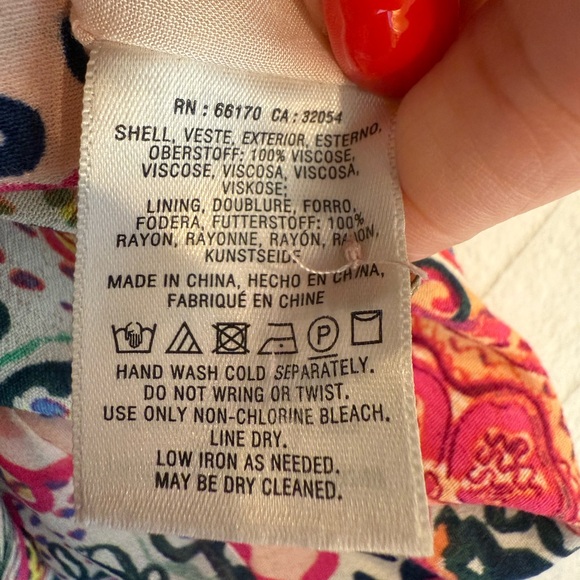 RN : 66170 CA : 32054
SHELL, VESTE, EXTERIOR, ESTERNO,
OBERSTOFF: 100% VISCOSE,
VISCOSE, VISCOSA, VISCOSA,
VISKOSE;
LINING, DOUBLURE, FORRO,
FODERA, FUTTERSTOFF: 100%
RAYON, RAYONNE, RAYÓN, RAYON,
KUNSTSEIDE
MADE IN CHINA, HECHO EN CHINA,
FABRIQUÉ EN CHINE
P
HAND WASH COLD SEPARATELY.
DO NOT WRING OR TWIST.
USE ONLY NON-CHLORINE BLEACH.
LINE DRY.
LOW IRON AS NEEDED.
MAY BE DRY CLEANED.